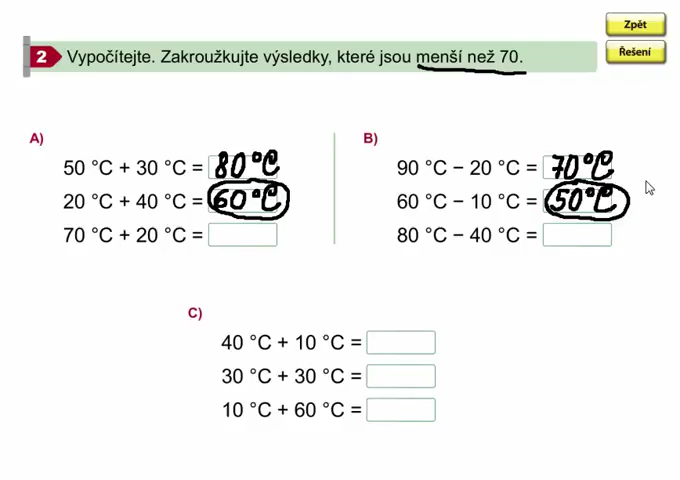 Zpět
2 Vypočítejte. Zakroužkujte výsledky, které jsou menší než 70.
Řešení
A)
50 °C + 30 °C = 80°C
20 °C + 40 °C = 60°C
70 °C + 20 °C =
B)
90 °C − 20 °C = 70°C
60 °C − 10 °C = 50°C
80 °C − 40 °C =
C)
40 °C + 10 °C =
30 °C + 30 °C =
10 °C + 60 °C =